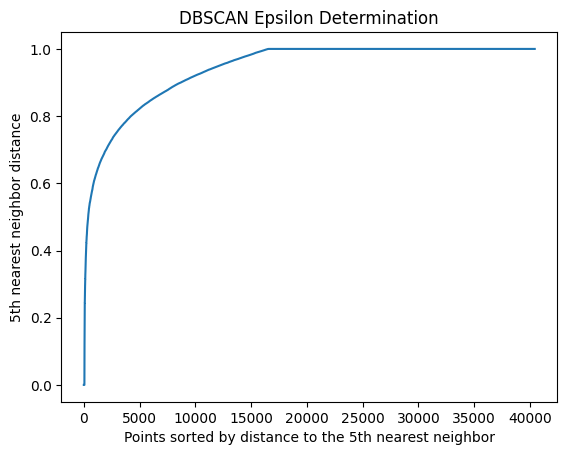 DBSCAN Epsilon Determination
5th nearest neighbor distance
1.0
0.8
0.6
0.4
0.2
0.0
0 5000 10000 15000 20000 25000 30000 35000 40000
Points sorted by distance to the 5th nearest neighbor